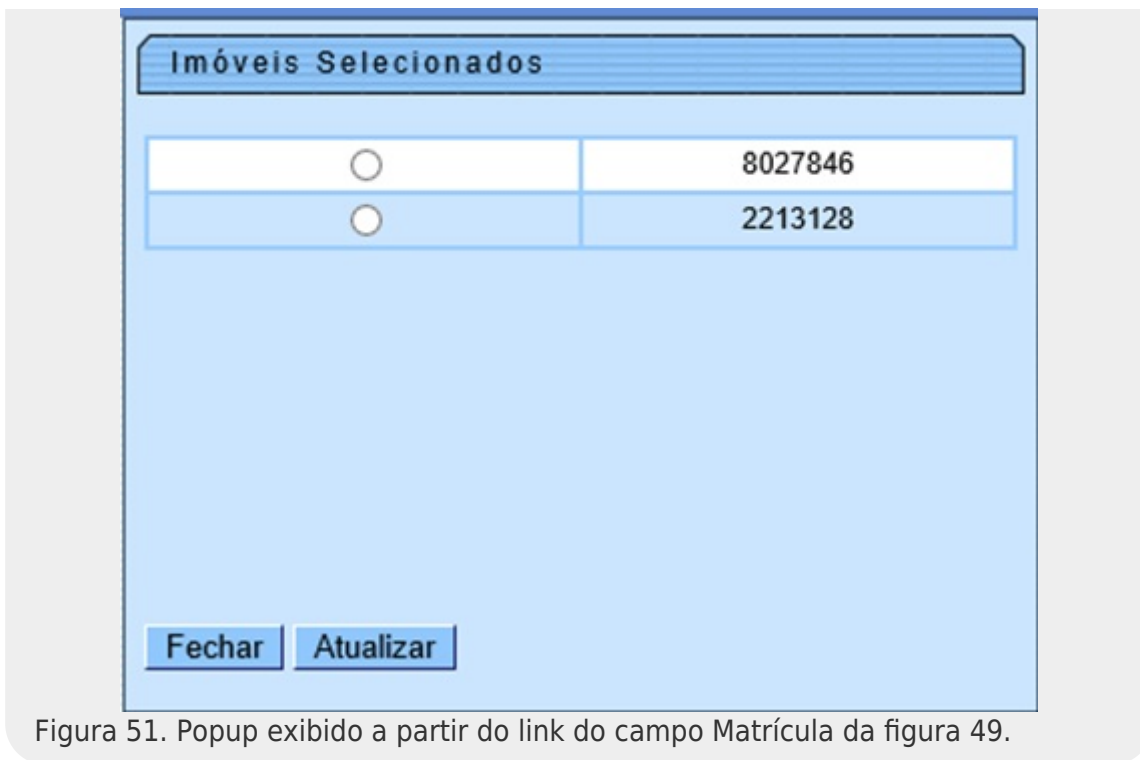 Imóveis Selecionados
8027846
2213128
Fechar Atualizar
Figura 51. Popup exibido a partir do link do campo Matrícula da figura 49.